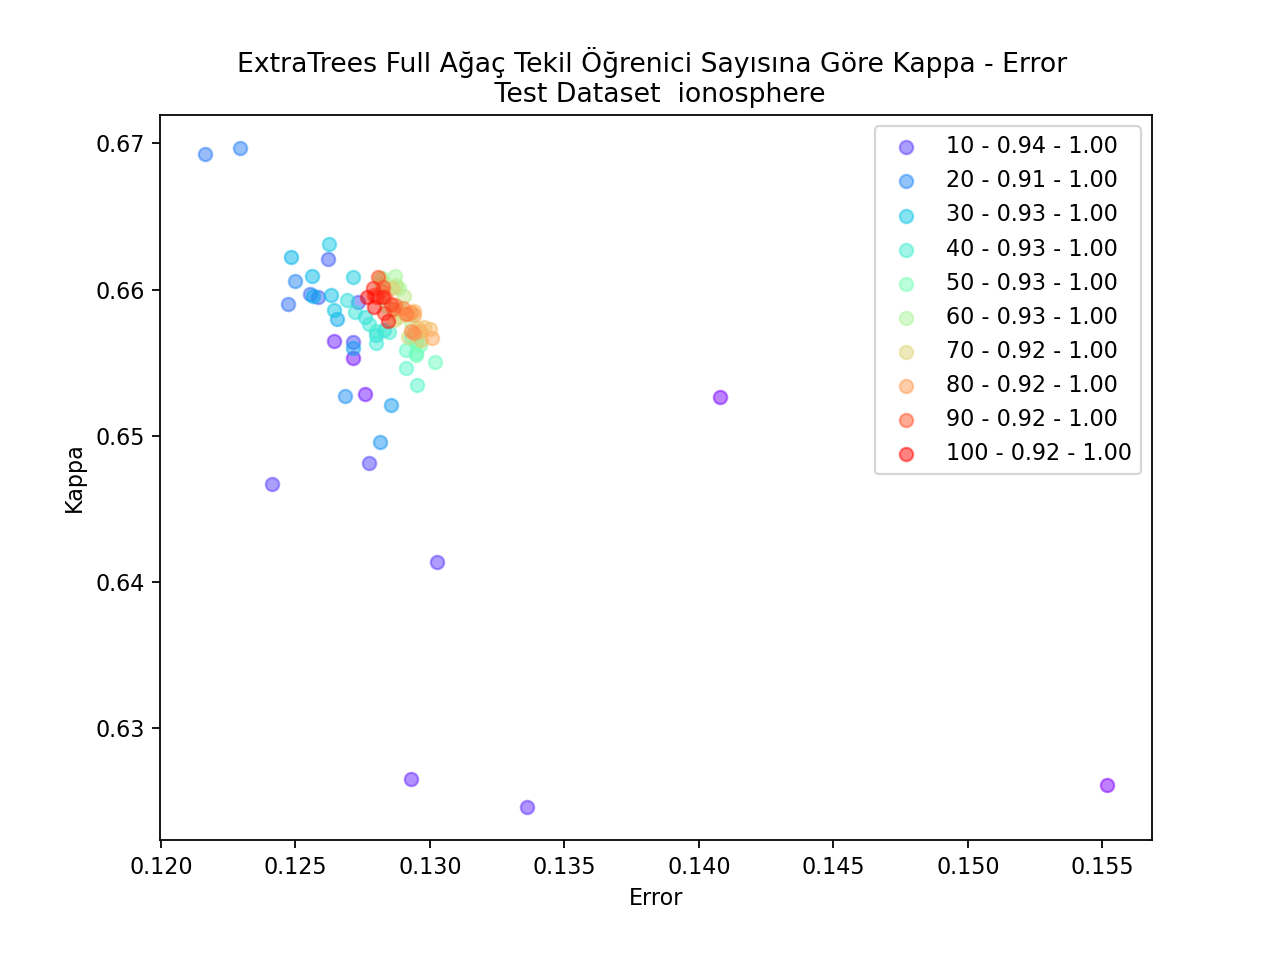 ExtraTrees Full Ağaç Tekil Öğrenici Sayısına Göre Kappa - Error
Test Dataset  ionosphere
0.67
0.66
0.65
0.64
0.63
Kappa
10 - 0.94 - 1.00
20 - 0.91 - 1.00
30 - 0.93 - 1.00
40 - 0.93 - 1.00
50 - 0.93 - 1.00
60 - 0.93 - 1.00
70 - 0.92 - 1.00
80 - 0.92 - 1.00
90 - 0.92 - 1.00
100 - 0.92 - 1.00
0.120 0.125 0.130 0.135 0.140 0.145 0.150 0.155
Error